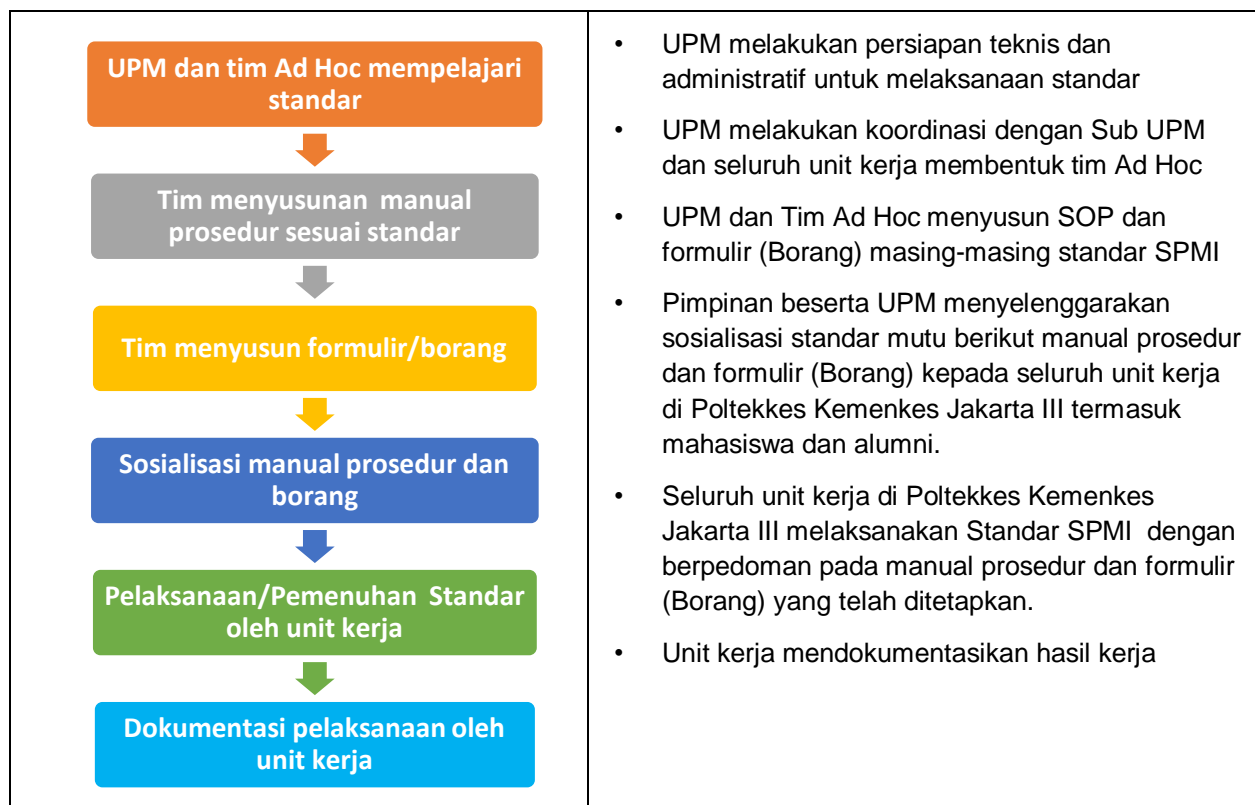 UPM dan tim Ad Hoc mempelajari
standar
Tim menyusunan manual
prosedur sesuai standar
Tim menyusun formulir/borang
Sosialisasi manual prosedur dan
borang
Pelaksanaan/Pemenuhan Standar
oleh unit kerja
Dokumentasi pelaksanaan oleh
unit kerja
• UPM melakukan persiapan teknis dan
administratif untuk melaksanaan standar
• UPM melakukan koordinasi dengan Sub UPM
dan seluruh unit kerja membentuk tim Ad Hoc
• UPM dan Tim Ad Hoc menyusun SOP dan
formulir (Borang) masing-masing standar SPMI
• Pimpinan beserta UPM menyelenggarakan
sosialisasi standar mutu berikut manual prosedur
dan formulir (Borang) kepada seluruh unit kerja
di Poltekkes Kemenkes Jakarta III termasuk
mahasiswa dan alumni.
• Seluruh unit kerja di Poltekkes Kemenkes
Jakarta III melaksanakan Standar SPMI dengan
berpedoman pada manual prosedur dan formulir
(Borang) yang telah ditetapkan.
• Unit kerja mendokumentasikan hasil kerja